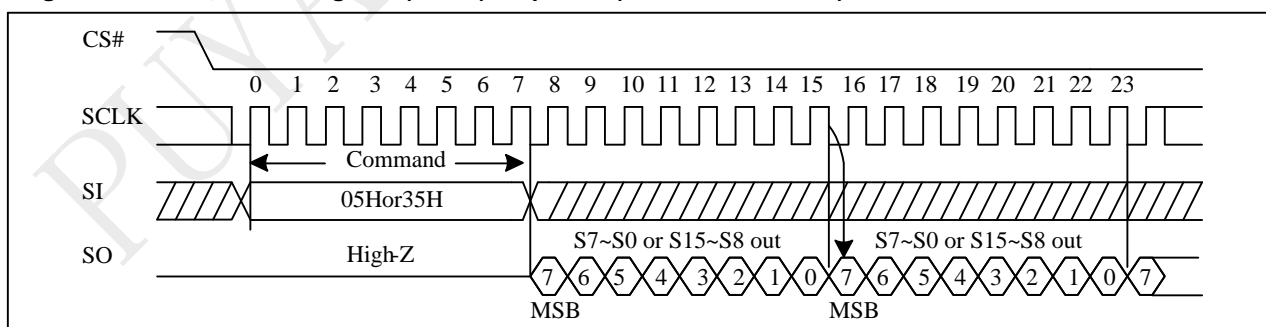 CS#
0 1 2 3 4 5 6 7 8 9 10 11 12 13 14 15 16 17 18 19 20 21 22 23
SCLK
Command
SI
05Hor35H
S7~S0 or S15~S8 out S7~S0 or S15~S8 out
SO
High-Z
7 6 5 4 3 2 1 0 7 6 5 4 3 2 1 0 7
MSB MSB
PUYA